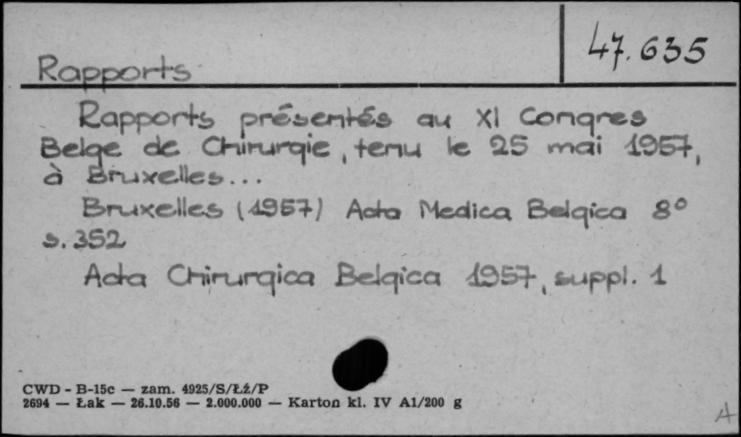 47.635
Rapports
Rapports présentés au XI Congres
Belge de Chirurgie, tenu le 25 mai 1957,
à Bruxelles...
Bruxelles (1957) Acta Medica Belgica 8°
s. 352
Acta Chirurgica Belgica 1957, suppl. 1
CWD - B-15c — zam. 4925/S/Łź/P
2694 — Łak — 26.10.56 — 2.000.000 — Karton kl. IV A1/200 g
A